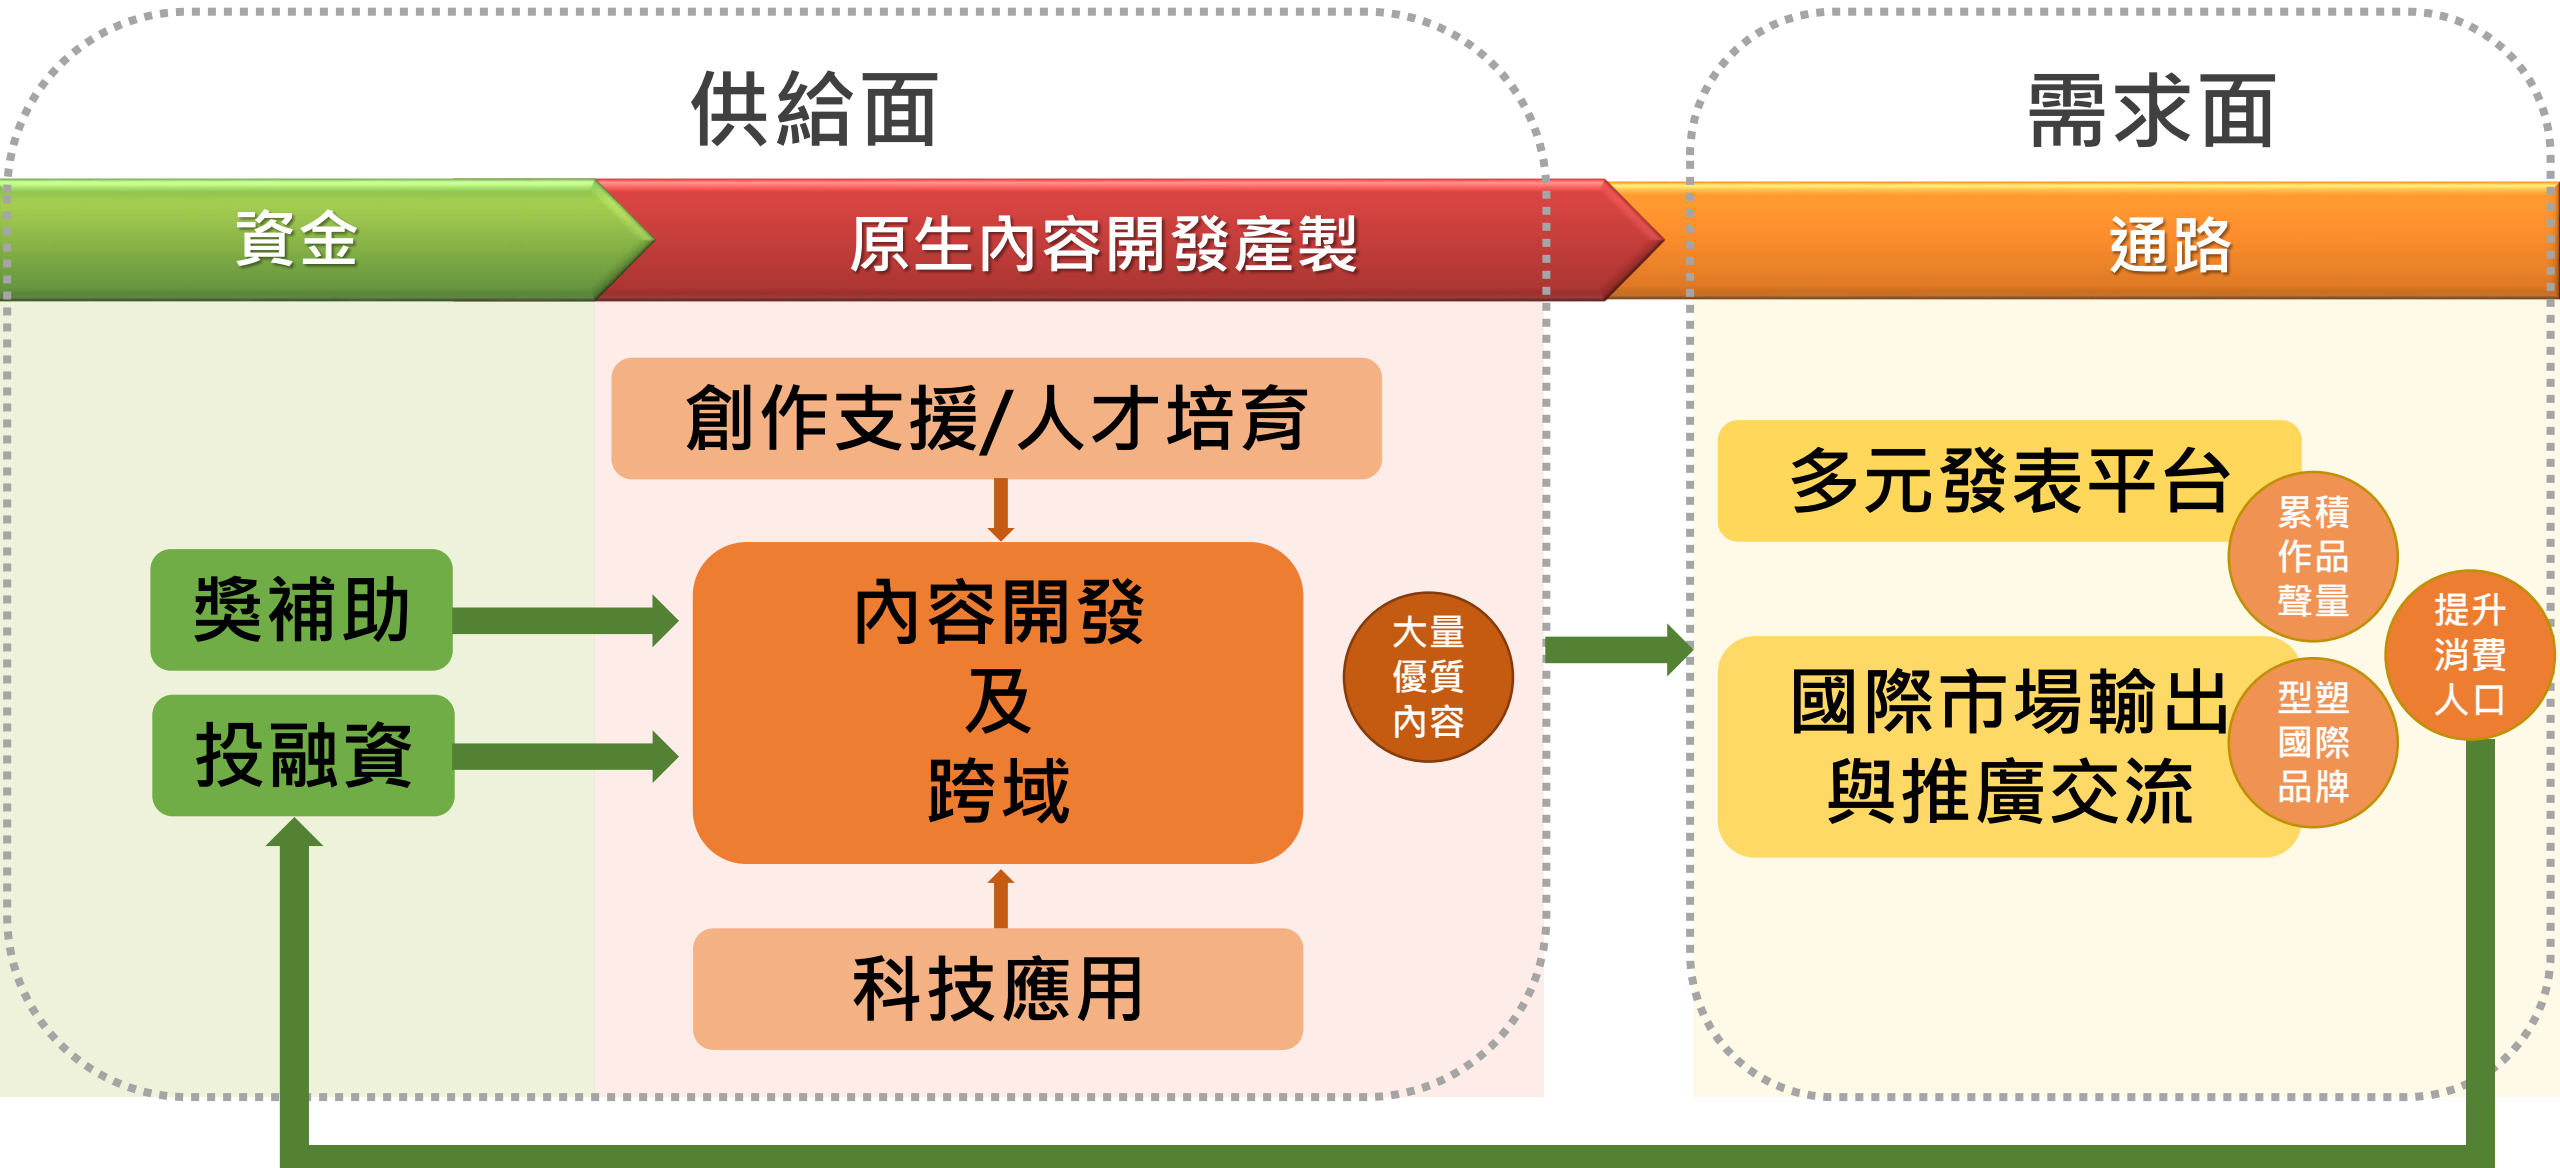 供給面
需求面
資金
原生內容開發產製
通路
創作支援/人才培育
獎補助
投融資
內容開發
及
跨域
科技應用
大量
優質
內容
多元發表平台
國際市場輸出
與推廣交流
累積
作品
聲量
型塑
國際
品牌
提升
消費
人口